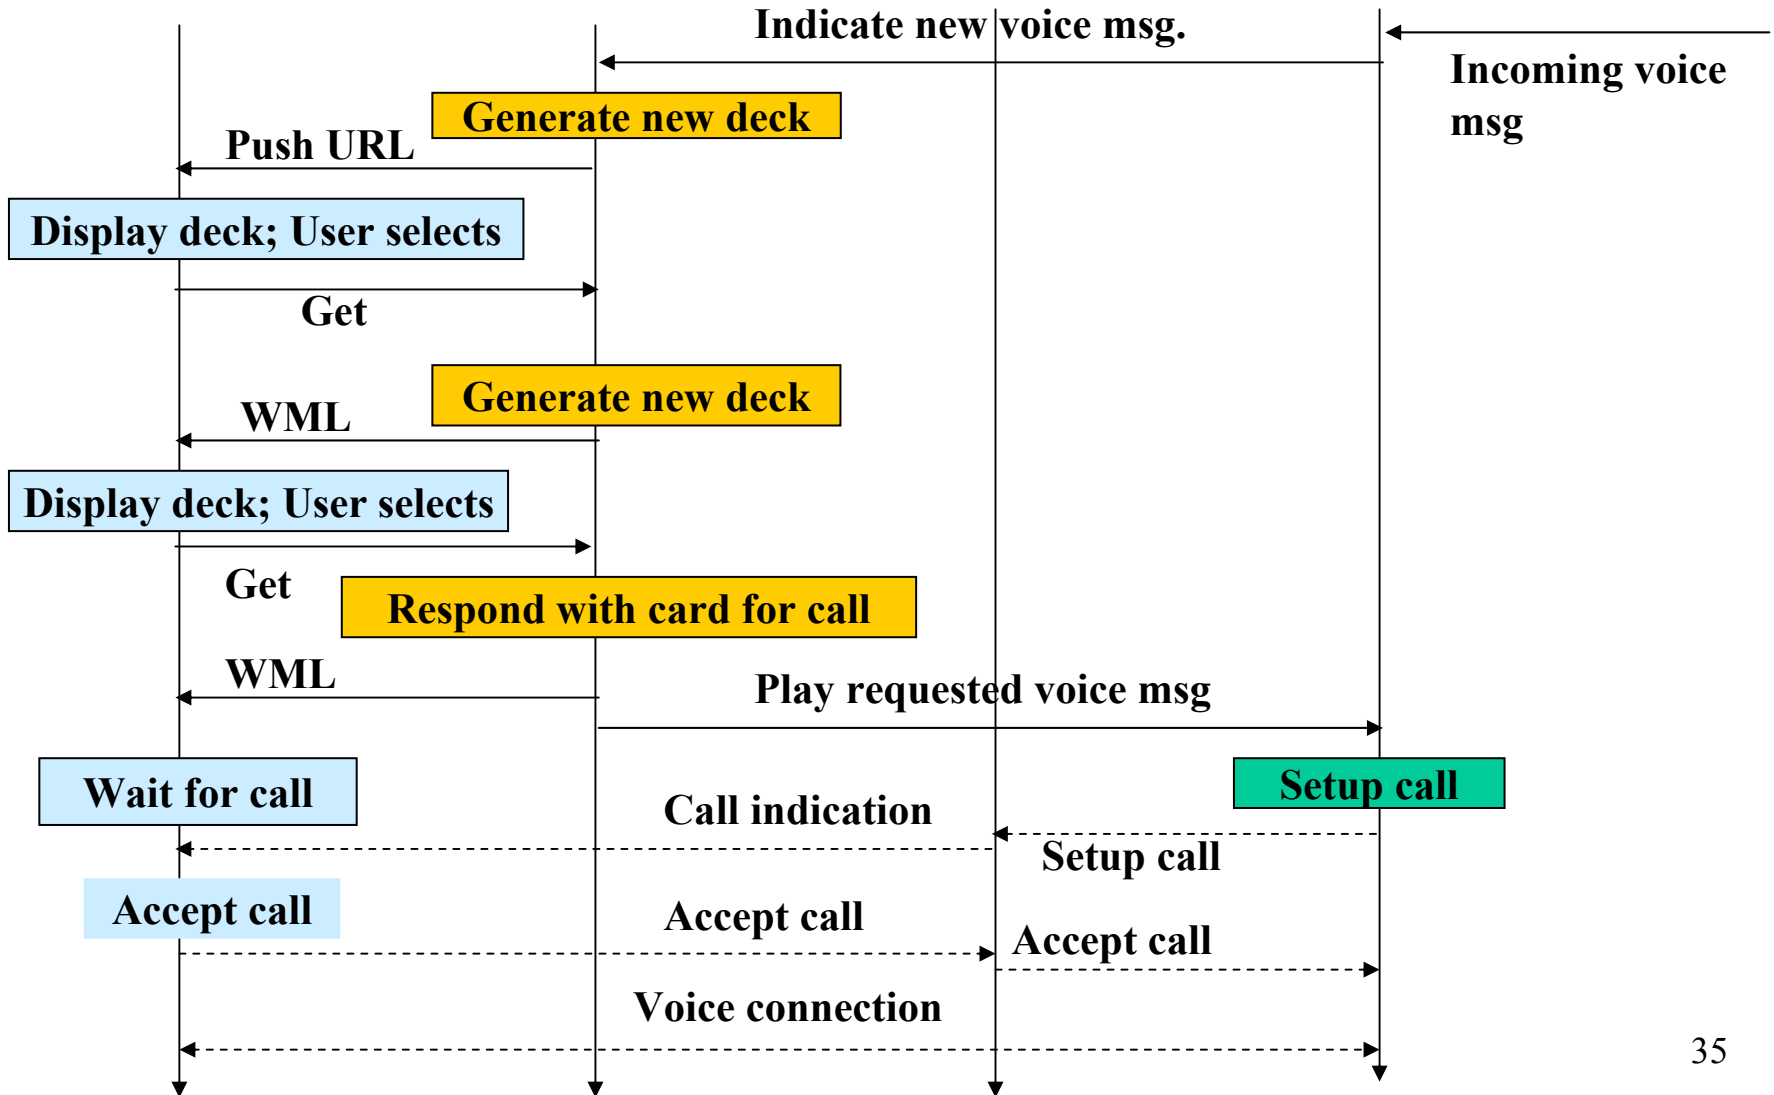 Indicate new voice msg.
Incoming voice
msg
Generate new deck
Push URL
Display deck; User selects
Get
Generate new deck
WML
Display deck; User selects
Get
Respond with card for call
WML
Play requested voice msg
Wait for call
Setup call
Call indication
Setup call
Accept call
Accept call
Accept call
Voice connection
35